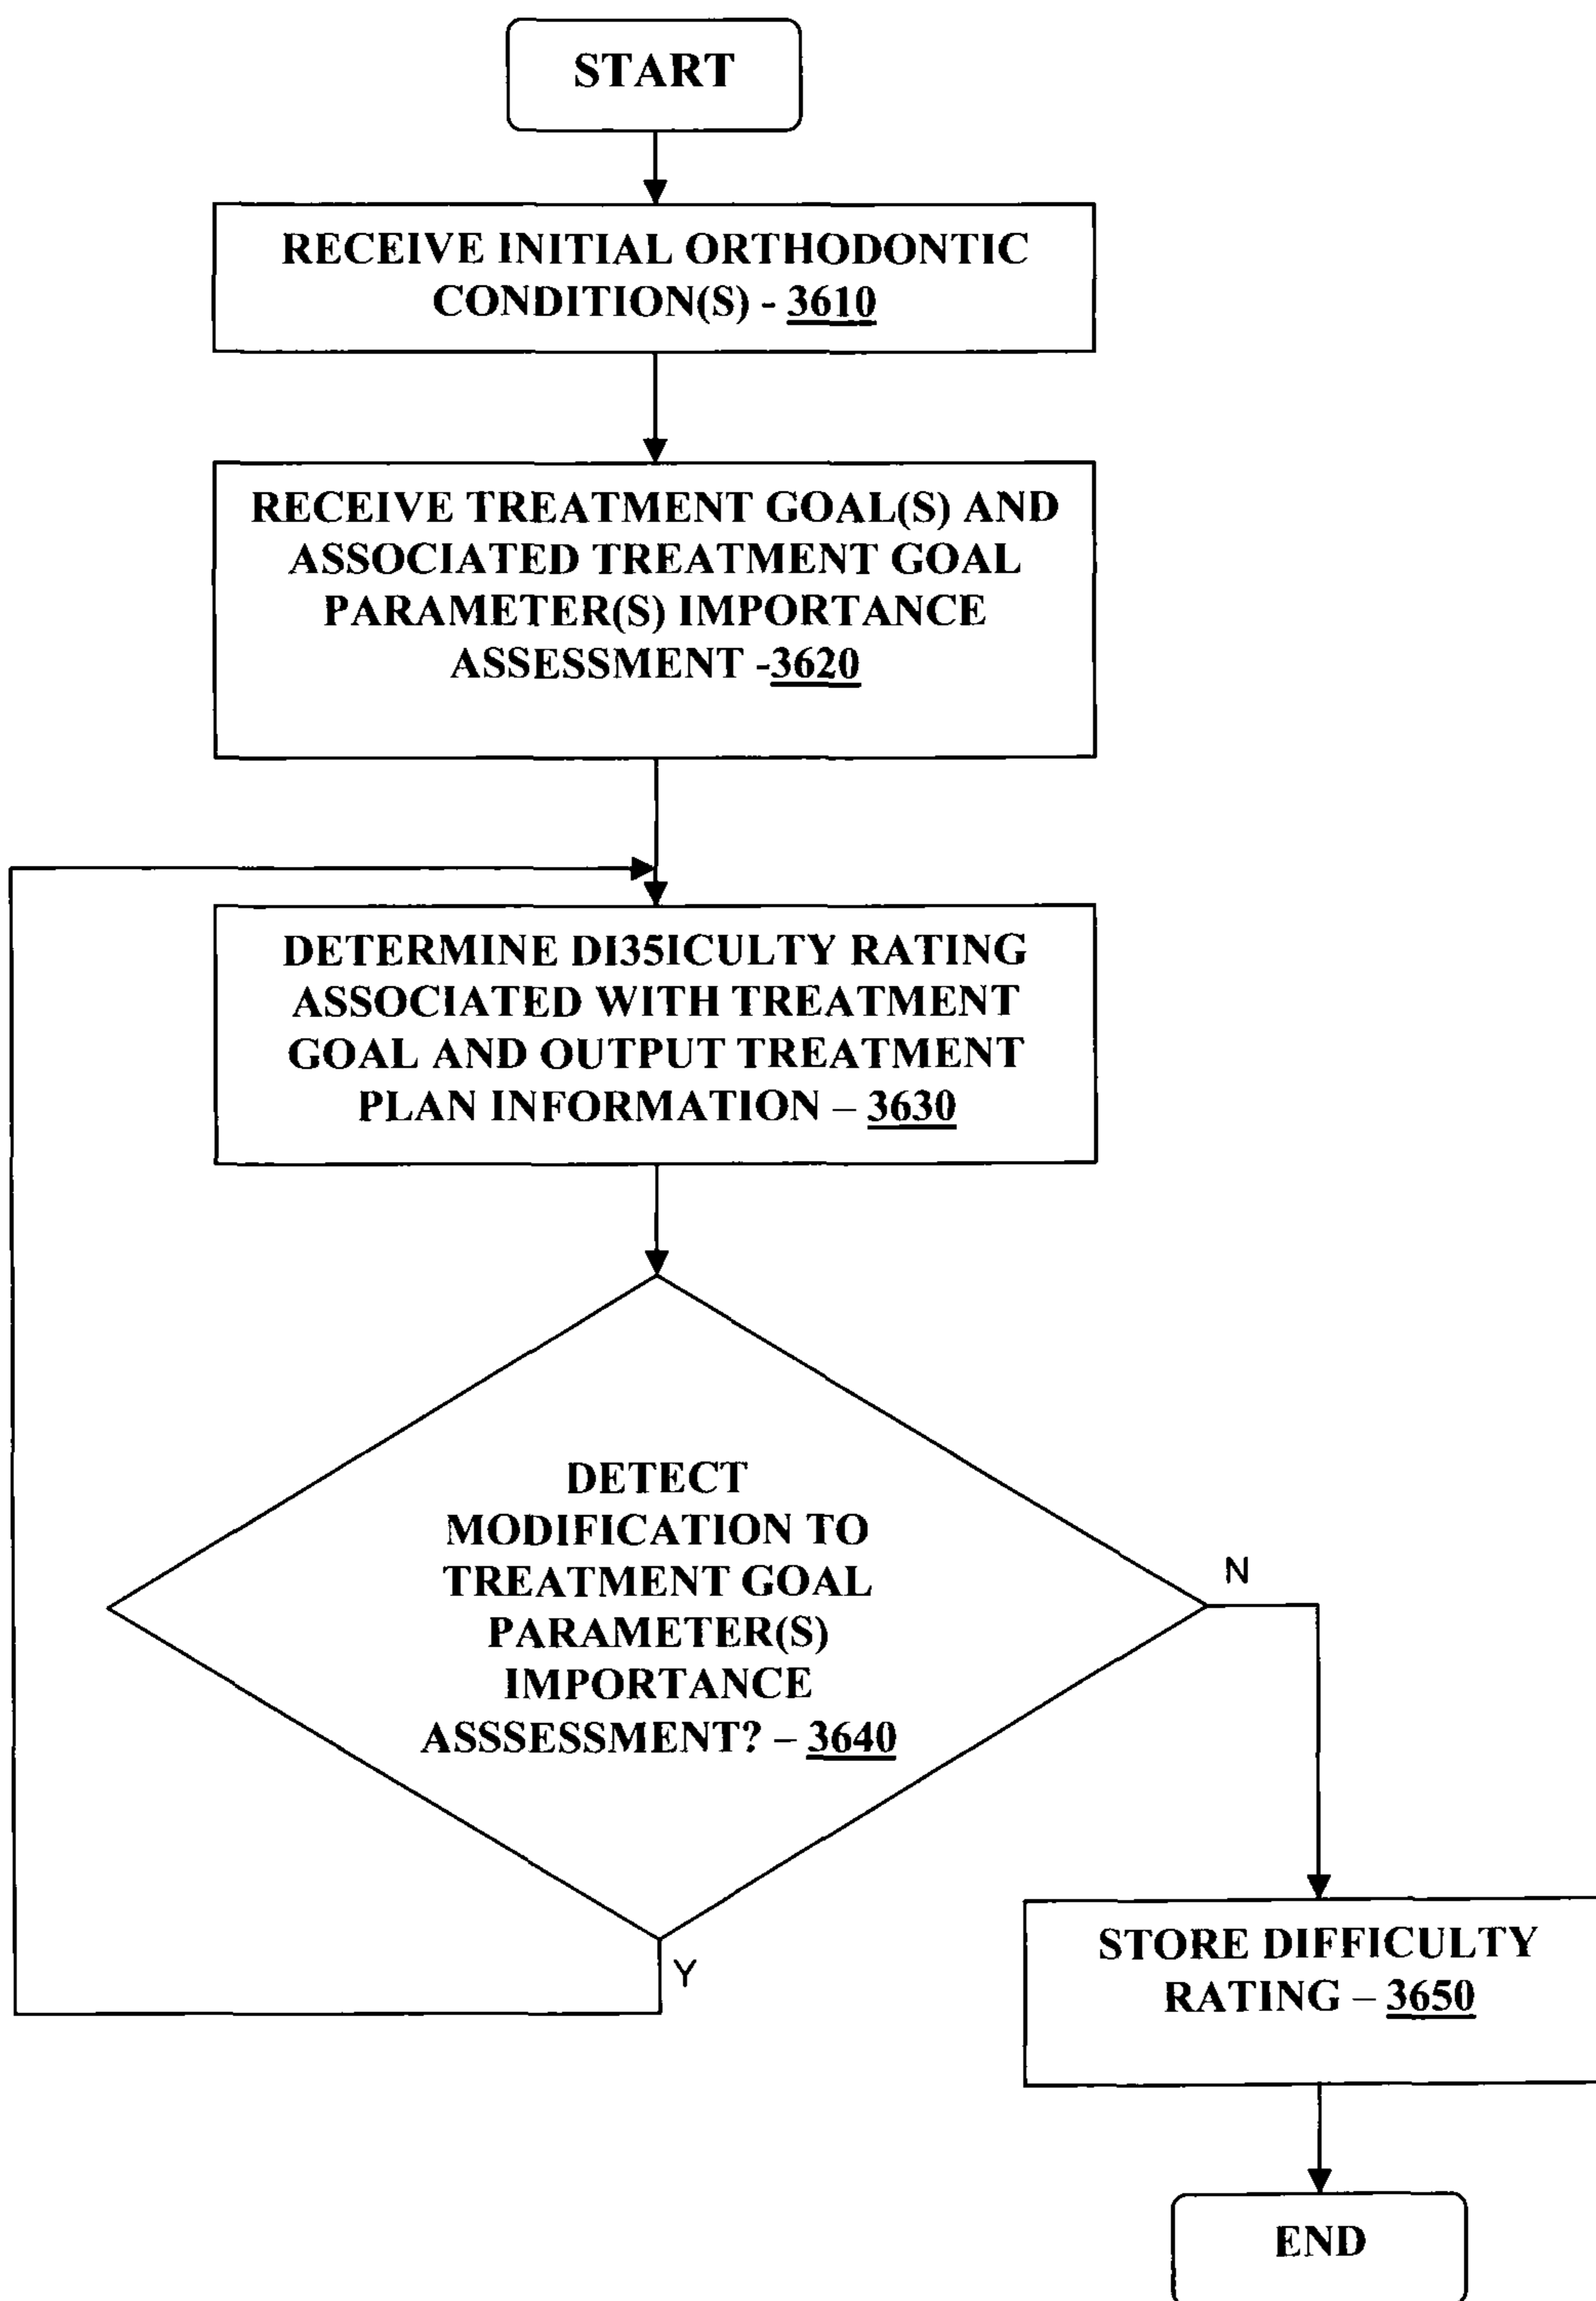 START
RECEIVE INITIAL ORTHODONTIC
CONDITION(S) - 3610
RECEIVE TREATMENT GOAL(S) AND
ASSOCIATED TREATMENT GOAL
PARAMETER(S) IMPORTANCE
ASSESSMENT -3620
DETERMINE DI35ICULTY RATING
ASSOCIATED WITH TREATMENT
GOAL AND OUTPUT TREATMENT
PLAN INFORMATION – 3630
DETECT
MODIFICATION TO
TREATMENT GOAL
PARAMETER(S)
IMPORTANCE
ASSSESSMENT? – 3640
N
Y
STORE DIFFICULTY
RATING – 3650
END